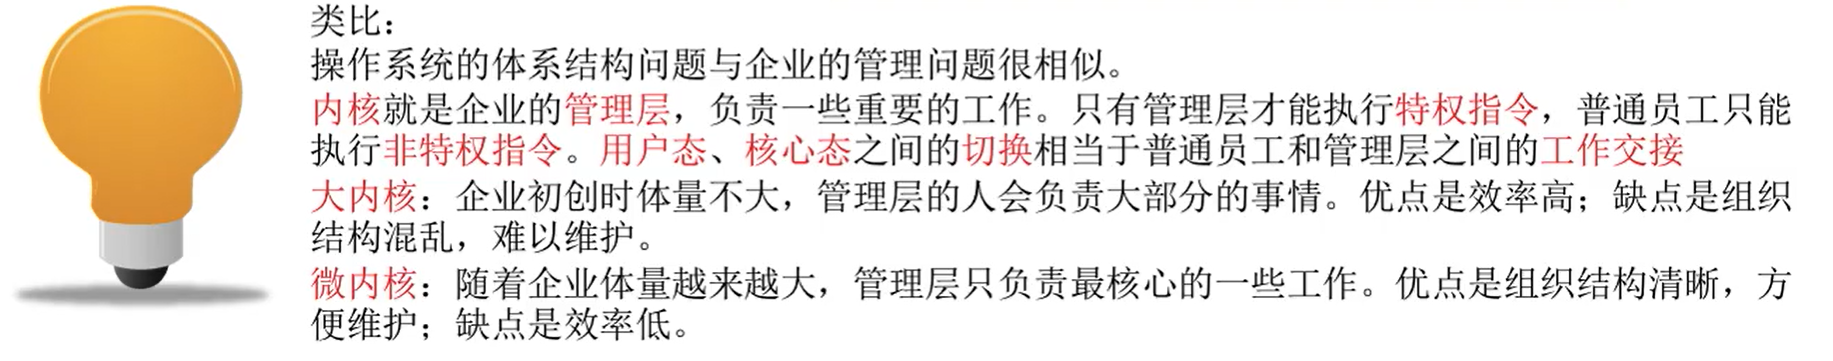 类比：
操作系统的体系结构问题与企业的管理问题很相似。
内核就是企业的管理层，负责一些重要的工作。只有管理层才能执行特权指令，普通员工只能
执行非特权指令。用户态、核心态之间的切换相当于普通员工和管理层之间的工作交接
大内核：企业初创时体量不大，管理层的人会负责大部分的事情。优点是效率高；缺点是组织
结构混乱，难以维护。
微内核：随着企业体量越来越大，管理层只负责最核心的一些工作。优点是组织结构清晰，方
便维护；缺点是效率低。